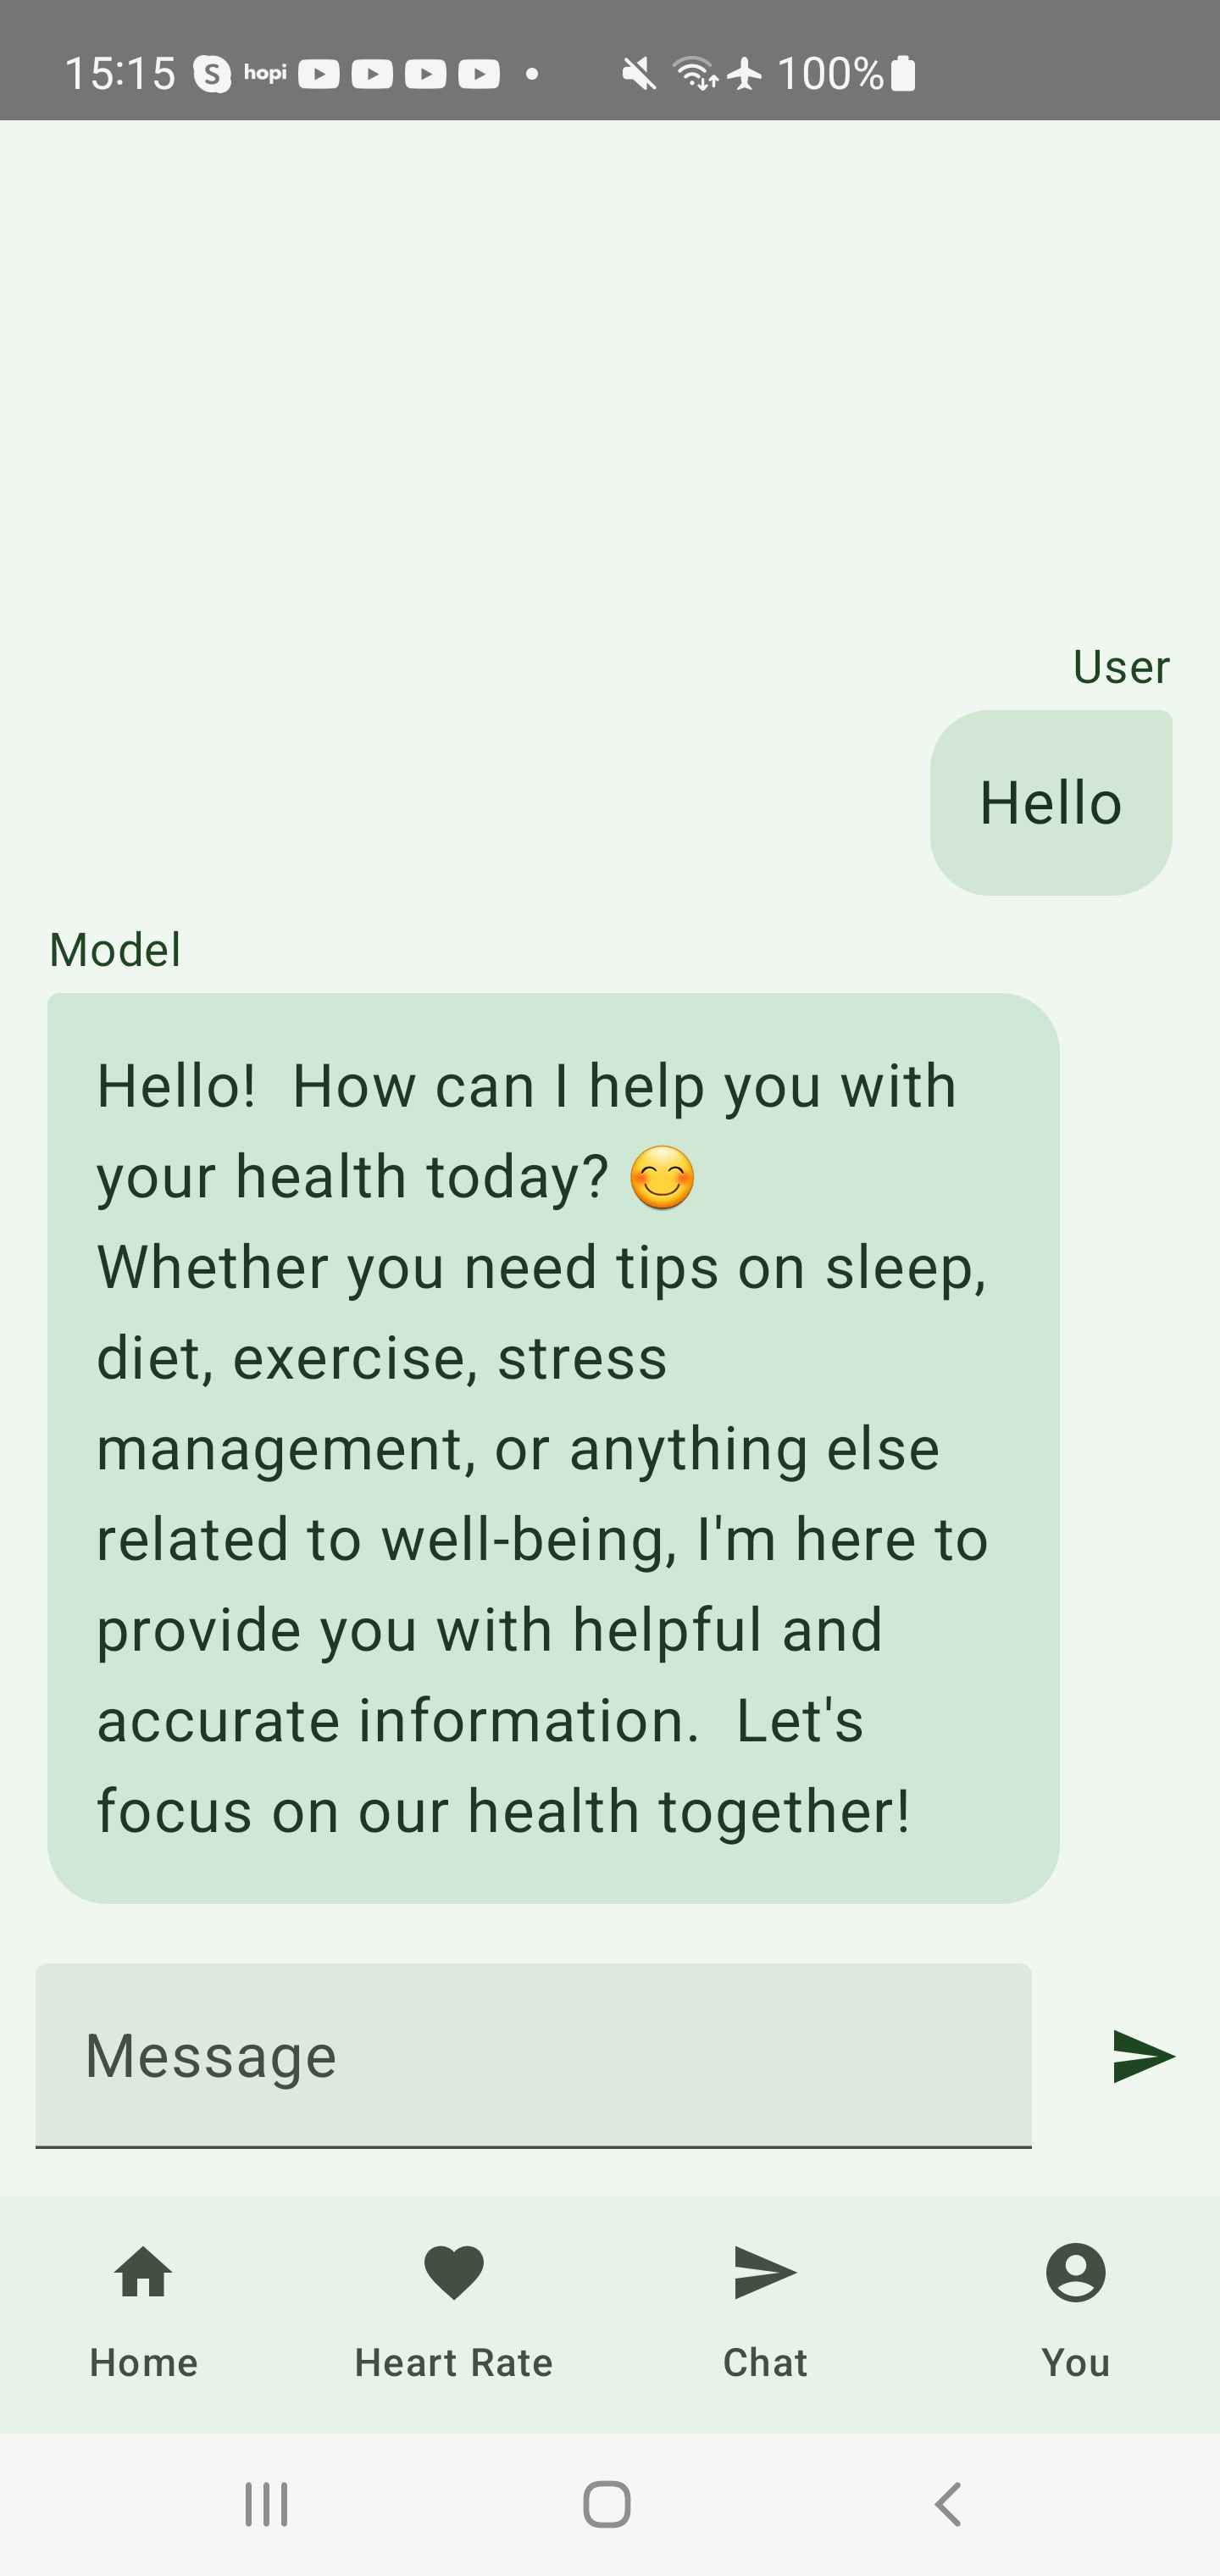 15:15 S hopi 100%
User
Hello
Model
Hello!  How can I help you with
your health today? 😊
Whether you need tips on sleep,
diet, exercise, stress
management, or anything else
related to well-being, I'm here to
provide you with helpful and
accurate information.  Let's
focus on our health together!
Message
Home Heart Rate Chat You